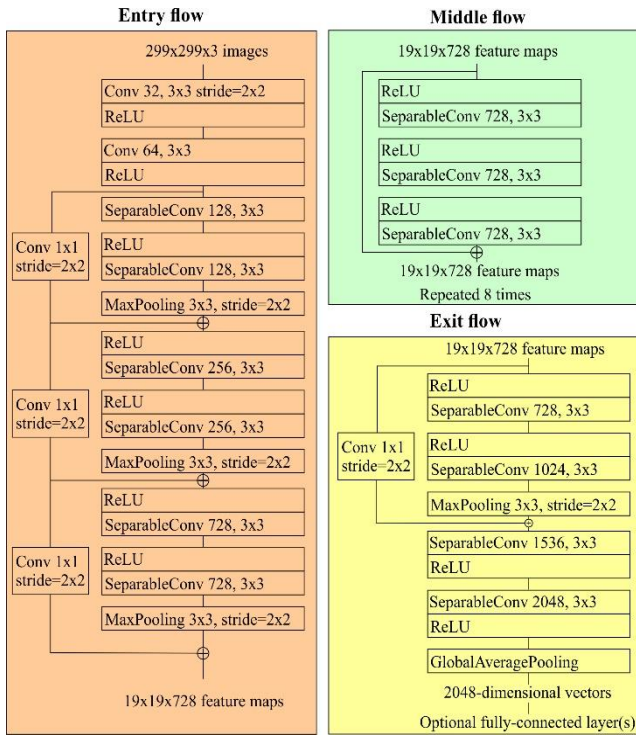 Entry flow
299x299x3 images
Conv 32, 3x3 stride=2x2
ReLU
Conv 64, 3x3
ReLU
SeparableConv 128, 3x3
Conv 1x1
stride=2x2
ReLU
SeparableConv 128, 3x3
MaxPooling 3x3, stride=2x2
ReLU
SeparableConv 256, 3x3
Conv 1x1
stride=2x2
ReLU
SeparableConv 256, 3x3
MaxPooling 3x3, stride=2x2
ReLU
SeparableConv 728, 3x3
Conv 1x1
stride=2x2
ReLU
SeparableConv 728, 3x3
MaxPooling 3x3, stride=2x2
19x19x728 feature maps
Middle flow
19x19x728 feature maps
ReLU
SeparableConv 728, 3x3
ReLU
SeparableConv 728, 3x3
ReLU
SeparableConv 728, 3x3
19x19x728 feature maps
Repeated 8 times
Exit flow
19x19x728 feature maps
ReLU
SeparableConv 728, 3x3
Conv 1x1
stride=2x2
ReLU
SeparableConv 1024, 3x3
MaxPooling 3x3, stride=2x2
SeparableConv 1536, 3x3
ReLU
SeparableConv 2048, 3x3
ReLU
GlobalAveragePooling
2048-dimensional vectors
Optional fully-connected layer(s)